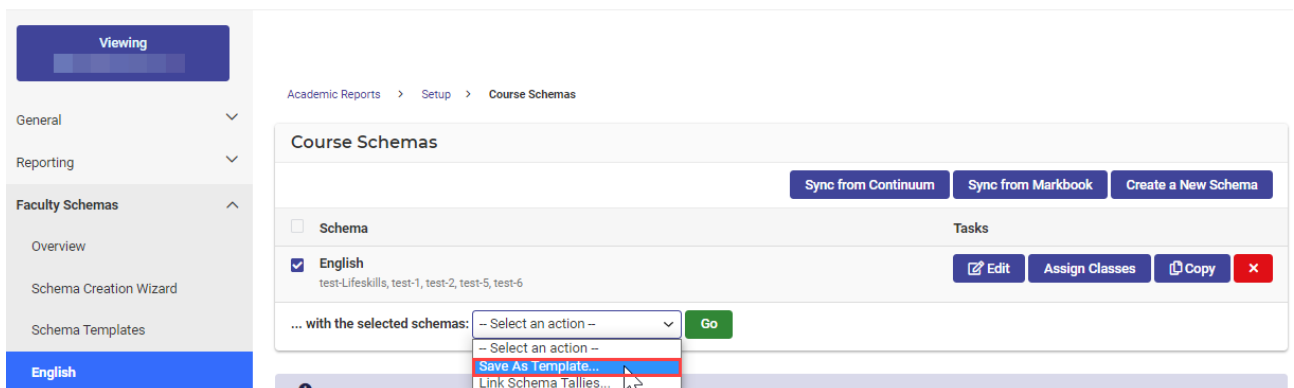 Viewing
Academic Reports > Setup > Course Schemas
General
Reporting
Faculty Schemas
Overview
Schema Creation Wizard
Schema Templates
English
Course Schemas
Sync from Continuum Sync from Markbook Create a New Schema
Schema Tasks
English Edit Assign Classes Copy ×
test-Lifeskills, test-1, test-2, test-5, test-6
... with the selected schemas: -- Select an action -- Go
-- Select an action --
Save As Template...
Link Schema Tallies...